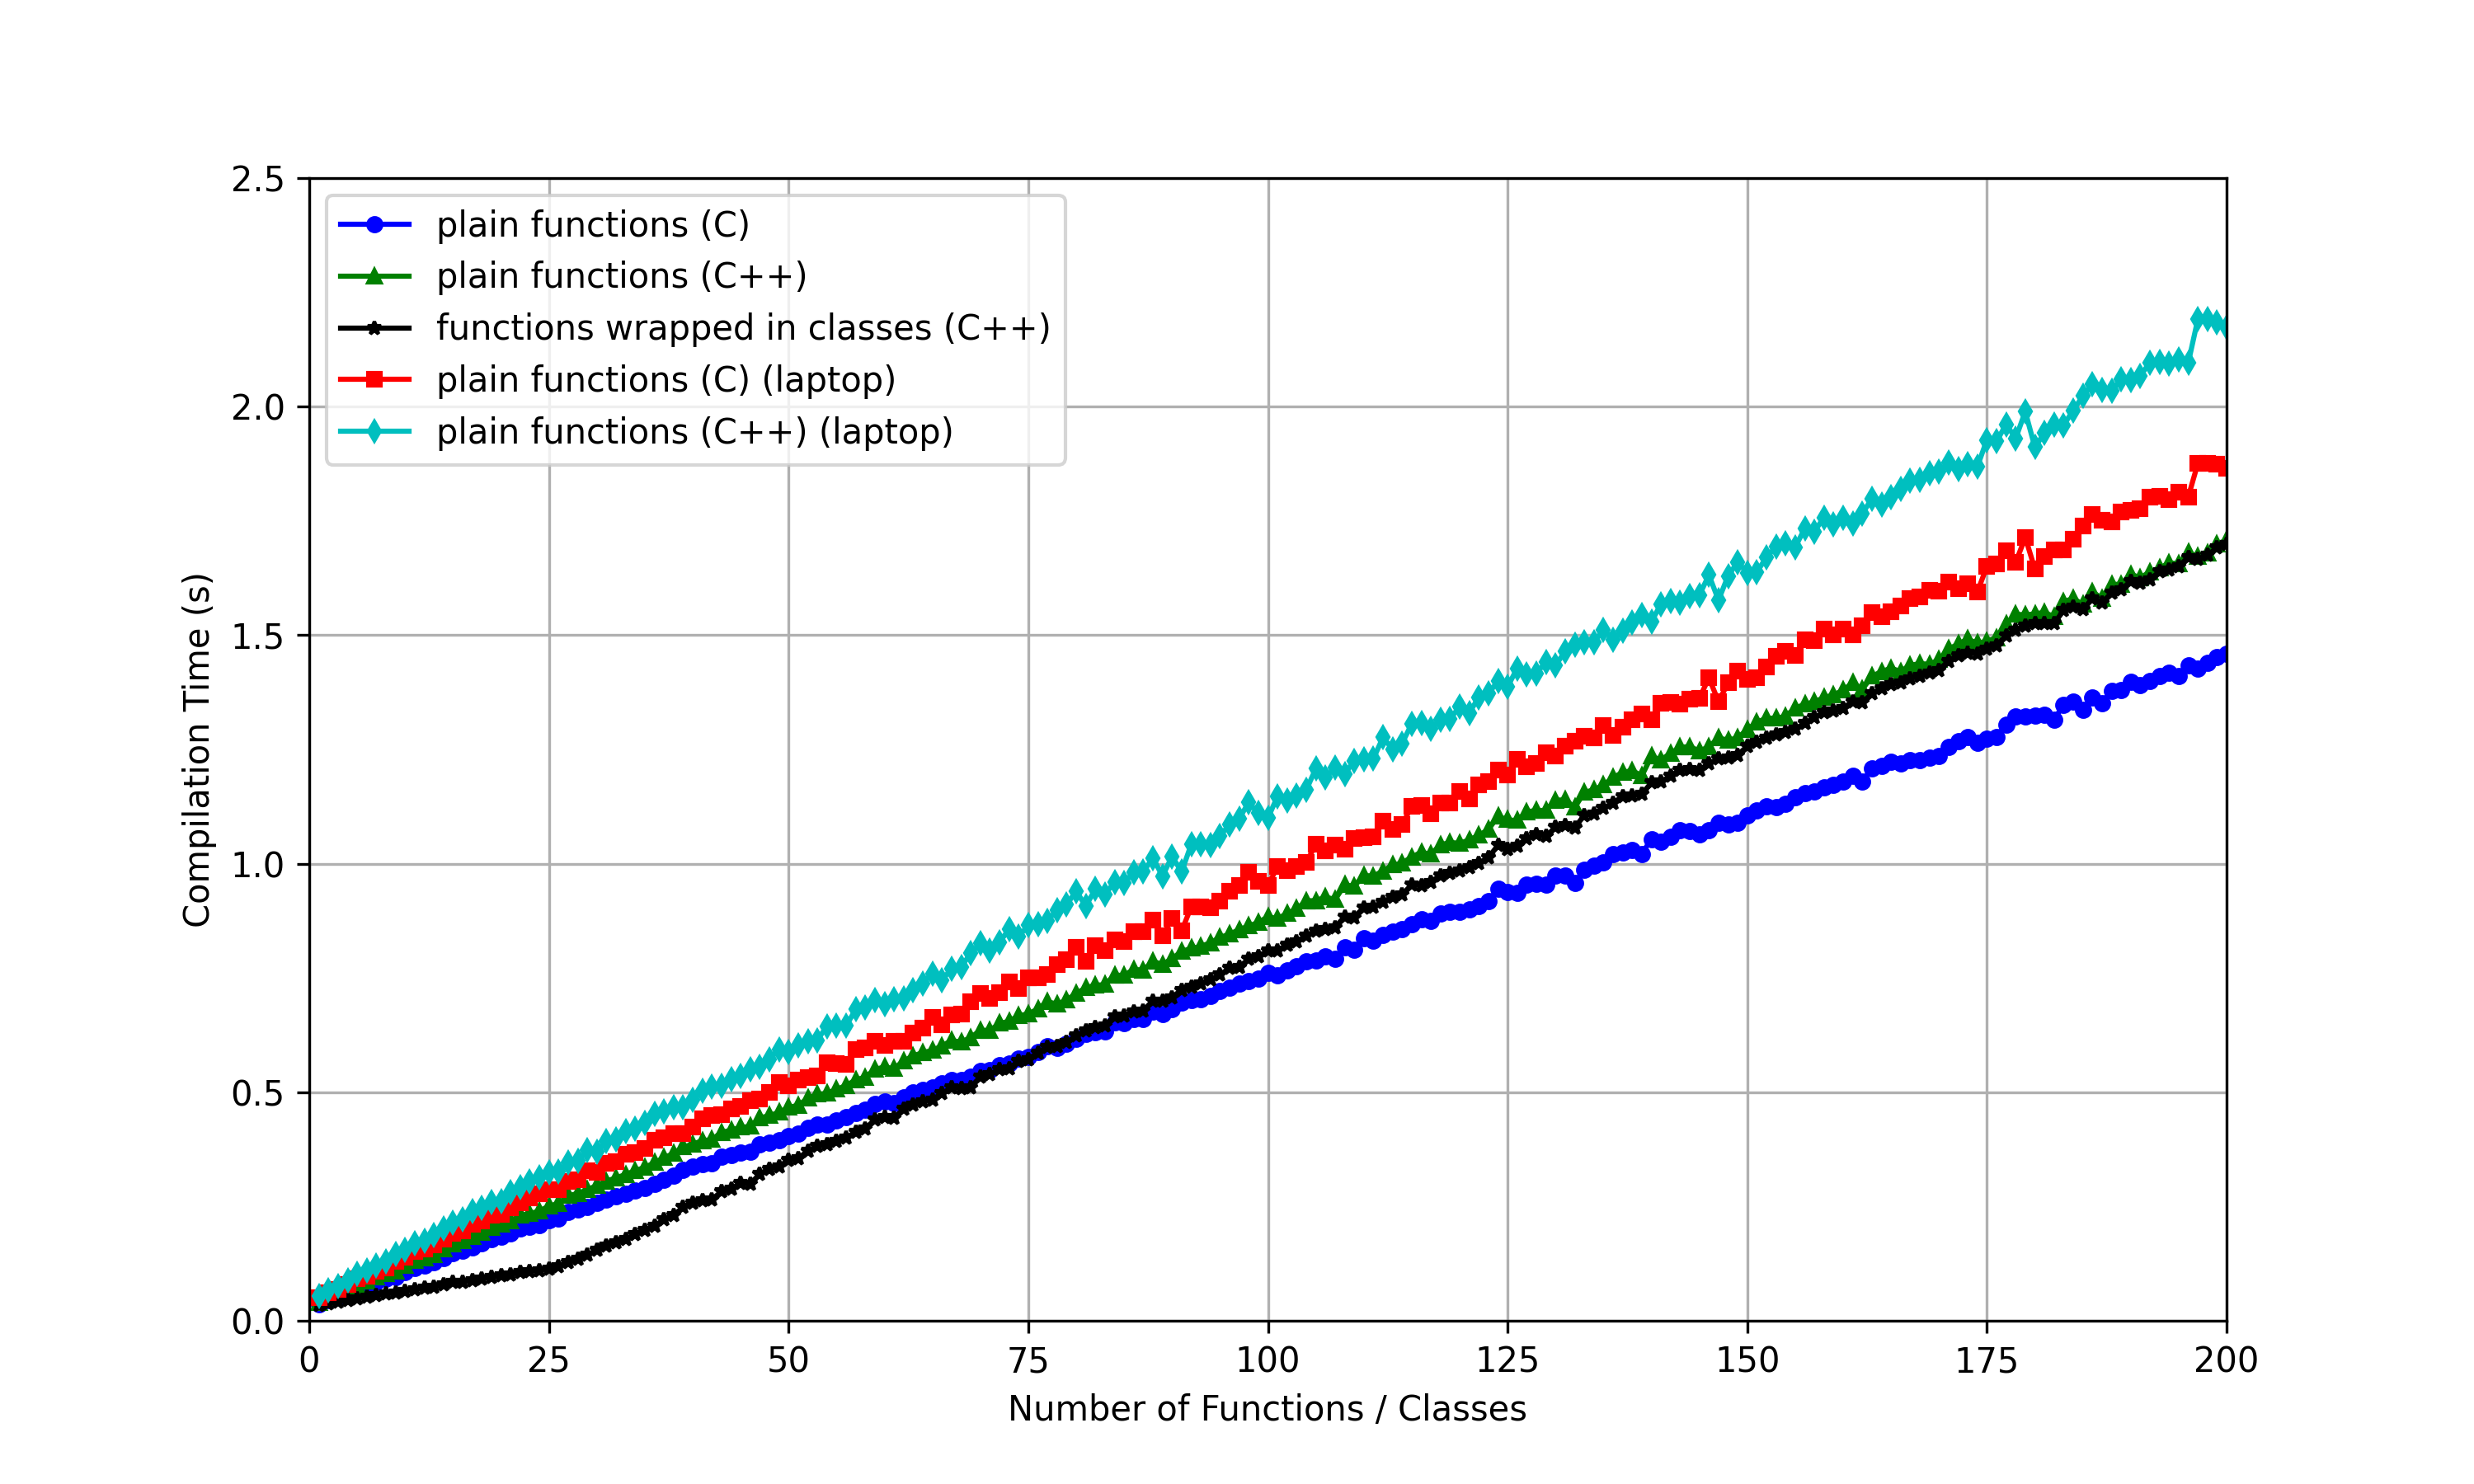 2.5
2.0
1.5
1.0
0.5
0.0
Compilation Time (s)
plain functions (C)
plain functions (C++)
functions wrapped in classes (C++)
plain functions (C) (laptop)
plain functions (C++) (laptop)
0 25 50 75 100 125 150 175 200
Number of Functions / Classes